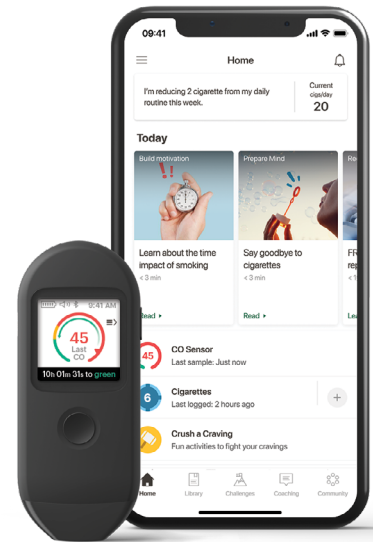 09:41
Home
I'm reducing 2 cigarette from my daily
routine this week.
Current
cigs/day
20
Today
Build motivation
Prepare Mind
Learn about the time
impact of smoking
< 3 min
Say goodbye to
cigarettes
< 3 min
FR
Read
45
CO Sensor
Last sample: Just now
6
Cigarettes
Last logged: 2 hours ago
+
Crush a Craving
Fun activities to fight your cravings
Home
Library
Challenges
Coaching
Community
9:41 AM
45
Last
CO
10h 01m 31s to green